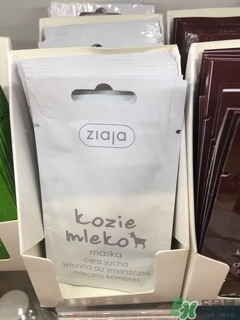 ziaja
kozie
mleko
maska
cera sucha
skłonna do zmarszczek
mleczny kompres